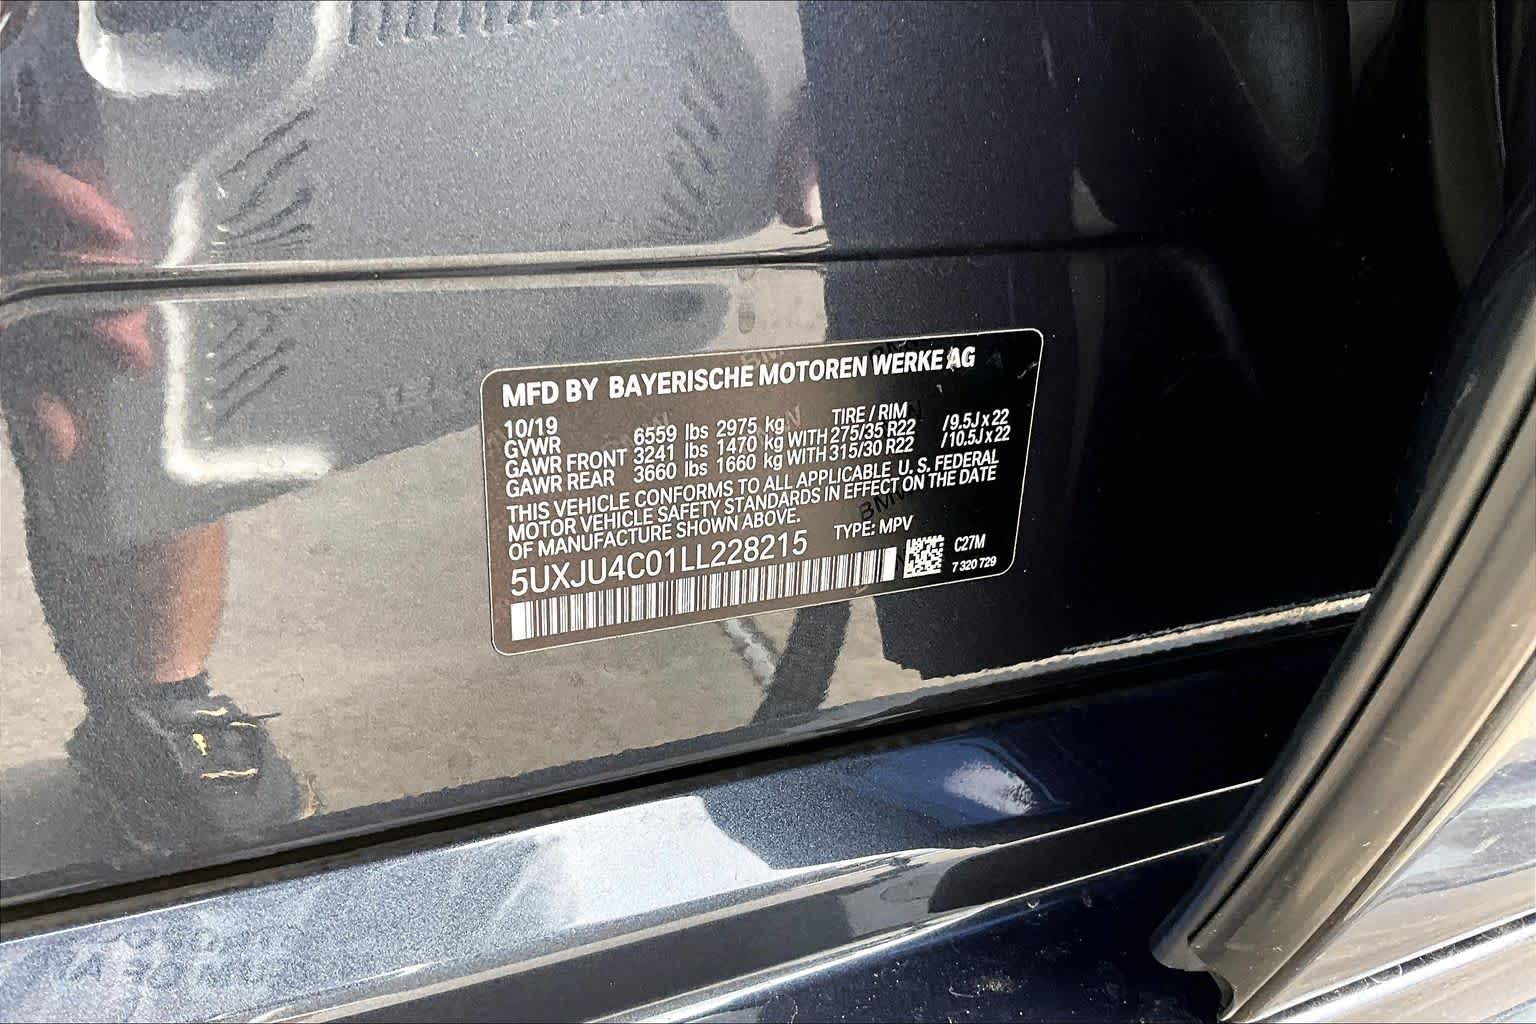 MFD BY BAYERISCHE MOTOREN WERKE AG
10/19 TIRE / RIM
GVWR 6559 lbs 2975 kg
GAWR FRONT 3241 lbs 1470 kg WITH 275/35 R22 /9.5J x 22
GAWR REAR 3660 lbs 1660 kg WITH 315/30 R22 /10.5J x 22
THIS VEHICLE CONFORMS TO ALL APPLICABLE U. S. FEDERAL
MOTOR VEHICLE SAFETY STANDARDS IN EFFECT ON THE DATE
OF MANUFACTURE SHOWN ABOVE. TYPE: MPV
5UXJU4C01LL228215
C27M
7 320 729